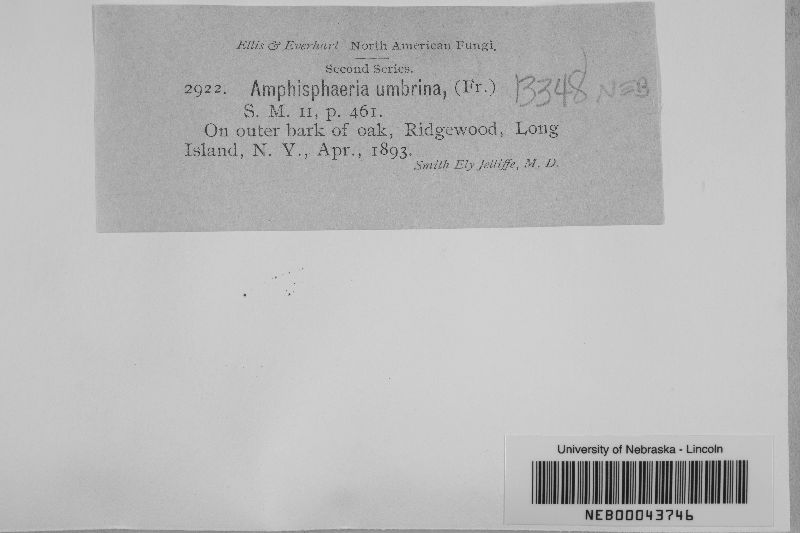 Ellis & Everhart North American Fungi.
Second Series.
2922. Amphisphaeria umbrina, (Fr.) 13348 NEB
S. M. 11, p. 461.
On outer bark of oak, Ridgewood, Long
Island, N. Y., Apr., 1893.
Smith Ely Jelliffe, M. D.
University of Nebraska - Lincoln
NEB00043746